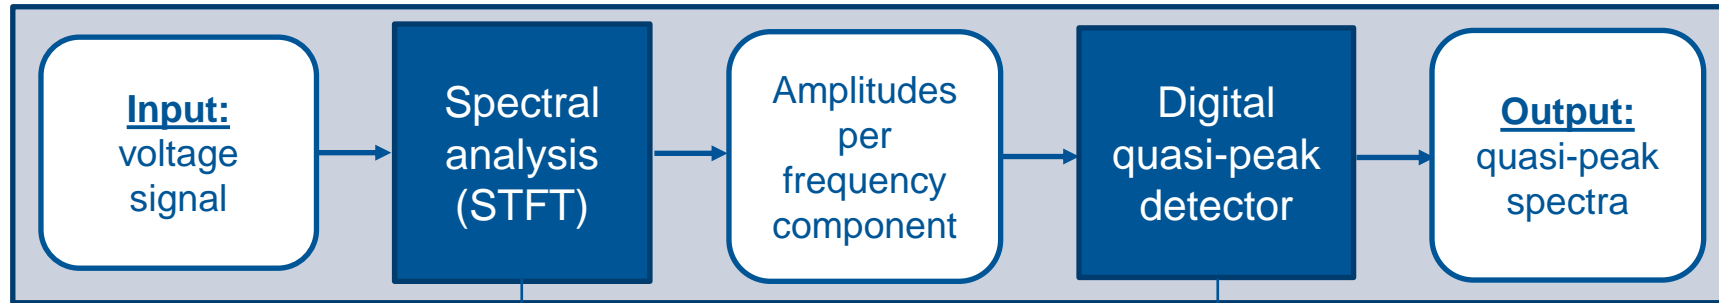 Input:
voltage
signal
Spectral
analysis
(STFT)
Amplitudes
per
frequency
component
Digital
quasi-peak
detector
Output:
quasi-peak
spectra